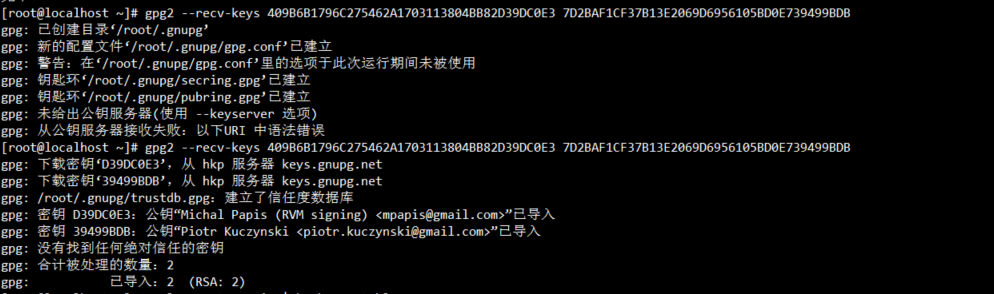 [root@localhost ~]# gpg2 --recv-keys 409B6B1796C275462A1703113804BB82D39DC0E3 7D2BAF1CF37B13E2069D6956105BD0E739499BDB
gpg: 已创建目录‘/root/.gnupg’
gpg: 新的配置文件‘/root/.gnupg/gpg.conf’已建立
gpg: 警告：在‘/root/.gnupg/gpg.conf’里的选项于此次运行期间未被使用
gpg: 钥匙环‘/root/.gnupg/secring.gpg’已建立
gpg: 钥匙环‘/root/.gnupg/pubring.gpg’已建立
gpg: 未给出公钥服务器(使用 --keyserver 选项)
gpg: 从公钥服务器接收失败：以下URI 中语法错误
[root@localhost ~]# gpg2 --recv-keys 409B6B1796C275462A1703113804BB82D39DC0E3 7D2BAF1CF37B13E2069D6956105BD0E739499BDB
gpg: 下载密钥‘D39DC0E3’，从 hkp 服务器 keys.gnupg.net
gpg: 下载密钥‘39499BDB’，从 hkp 服务器 keys.gnupg.net
gpg: /root/.gnupg/trustdb.gpg：建立了信任度数据库
gpg: 密钥 D39DC0E3：公钥“Michal Papis (RVM signing) <mpapis@gmail.com>”已导入
gpg: 密钥 39499BDB：公钥“Piotr Kuczynski <piotr.kuczynski@gmail.com>”已导入
gpg: 没有找到任何绝对信任的密钥
gpg: 合计被处理的数量：2
gpg:           已导入：2  (RSA: 2)